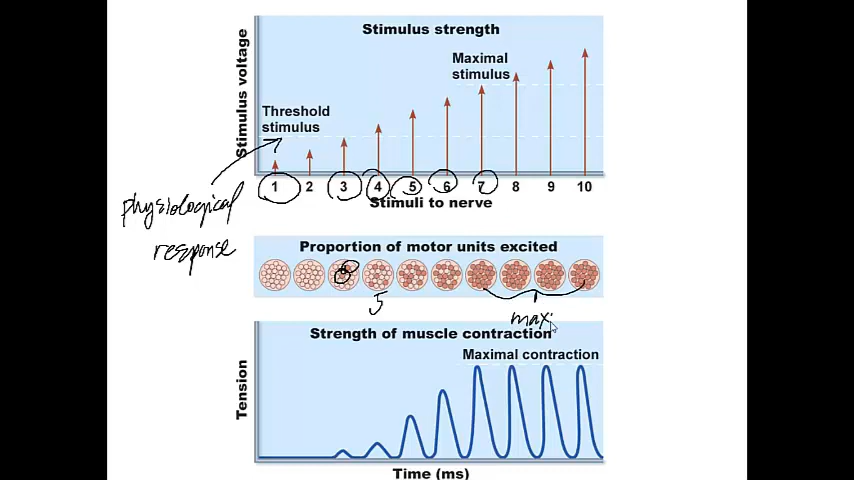 Stimulus strength
Stimulus voltage
Maximal
stimulus
Threshold
stimulus
1 2 3 4 5 6 7 8 9 10
Stimuli to nerve
physiological
response
Proportion of motor units excited
5
max
Strength of muscle contraction
Maximal contraction
Tension
Time (ms)